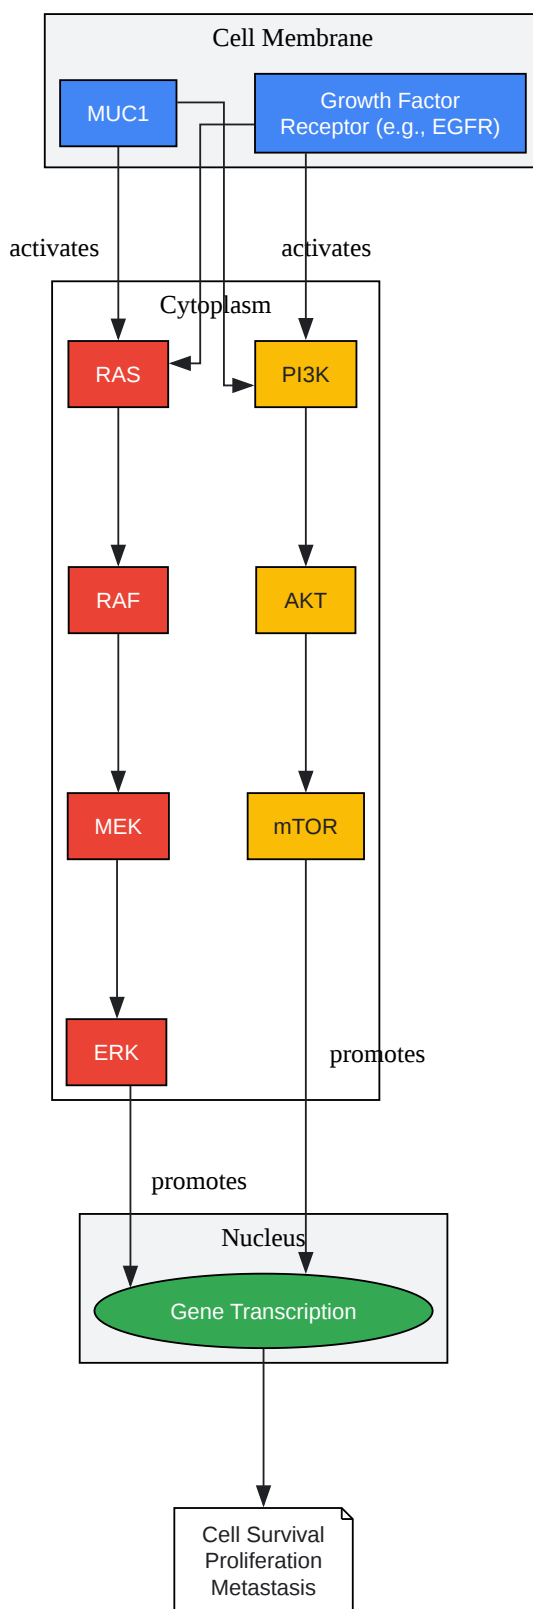 Cell Membrane
MUC1
Growth Factor
Receptor (e.g., EGFR)
activates
activates
Cytoplasm
RAS
PI3K
RAF
AKT
MEK
mTOR
ERK
promotes
promotes
Nucleus
Gene Transcription
Cell Survival
Proliferation
Metastasis